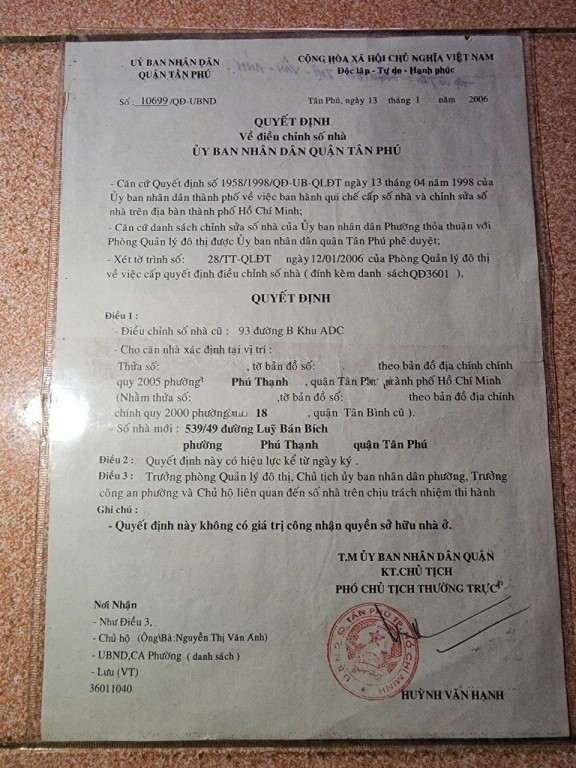 UỶ BAN NHÂN DÂN
QUẬN TÂN PHÚ
CỘNG HÒA XÃ HỘI CHỦ NGHĨA VIỆT NAM
Độc lập - Tự do - Hạnh phúc
Số : 10699/QĐ-UBND
Tân Phú, ngày 13 tháng 1 năm 2006
QUYẾT ĐỊNH
Về điều chỉnh số nhà
ỦY BAN NHÂN DÂN QUẬN TÂN PHÚ
- Căn cứ Quyết định số 1958/1998/QĐ-UB-QLĐT ngày 13 tháng 04 năm 1998 của
Ủy ban nhân dân thành phố về việc ban hành qui chế cấp số nhà và chỉnh sửa số
nhà trên địa bàn thành phố Hồ Chí Minh;
- Căn cứ danh sách chỉnh sửa số nhà của Ủy ban nhân dân Phường thỏa thuận với
Phòng Quản lý đô thị được Ủy ban nhân dân quận Tân Phú phê duyệt;
- Xét tờ trình số: 28/TT-QLĐT ngày 12/01/2006 của Phòng Quản lý đô thị
về việc cấp quyết định điều chỉnh số nhà ( đính kèm danh sách QĐ3601 ),
QUYẾT ĐỊNH
Điều 1 :
- Điều chỉnh số nhà cũ : 93 đường B Khu ADC
- Cho căn nhà xác định tại vị trí :
Thửa số: , tờ bản đồ số: theo bản đồ địa chính chính
quy 2005 phường Phú Thạnh , quận Tân Phú thành phố Hồ Chí Minh
(Nhằm thửa số: ,tờ bản đồ số: theo bản đồ địa chính
chính quy 2000 phường 18 , quận Tân Bình cũ ).
- Số nhà mới : 539/49 đường Luỹ Bán Bích
phường Phú Thạnh quận Tân Phú
Điều 2 : Quyết định này có hiệu lực kể từ ngày ký .
Điều 3 : Trưởng phòng Quản lý đô thị, Chủ tịch ủy ban nhân dân phường, Trưởng
công an phường và Chủ hộ liên quan đến số nhà trên chịu trách nhiệm thi hành
Ghi chú :
- Quyết định này không có giá trị công nhận quyền sở hữu nhà ở.
T.M ỦY BAN NHÂN DÂN QUẬN
KT.CHỦ TỊCH
PHÓ CHỦ TỊCH THƯỜNG TRỰC
Nơi Nhận
- Như Điều 3,
- Chủ hộ (Ông\Bà:Nguyễn Thị Vân Anh)
- UBND,CA Phường ( danh sách )
- Lưu (VT)
36011040
U.B.N.D Q. TÂN PHÚ T.P HỒ CHÍ MINH
HUỲNH VĂN HẠNH